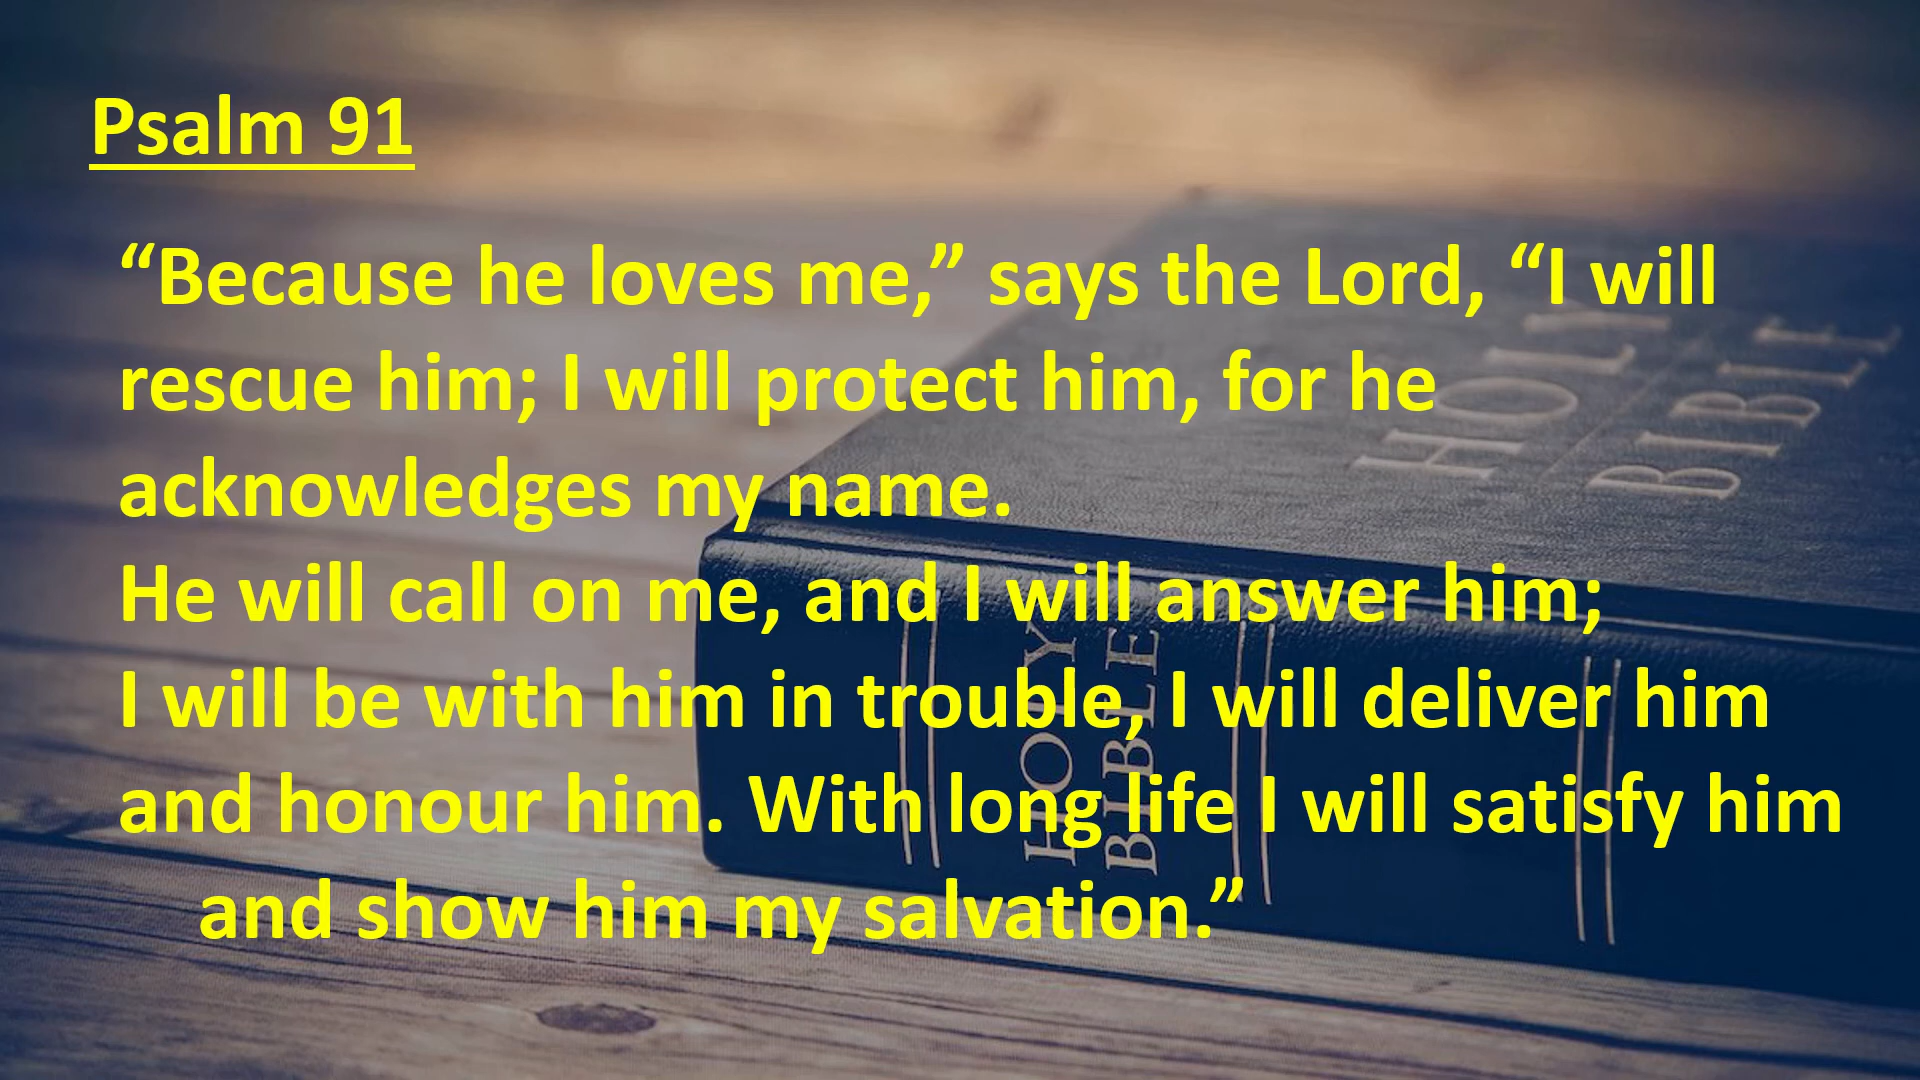 Psalm 91
“Because he loves me,” says the Lord, “I will
rescue him; I will protect him, for he
acknowledges my name.
He will call on me, and I will answer him;
I will be with him in trouble, I will deliver him
and honour him. With long life I will satisfy him
and show him my salvation.”
HOLY
BIBLE
HOLY
BIBLE